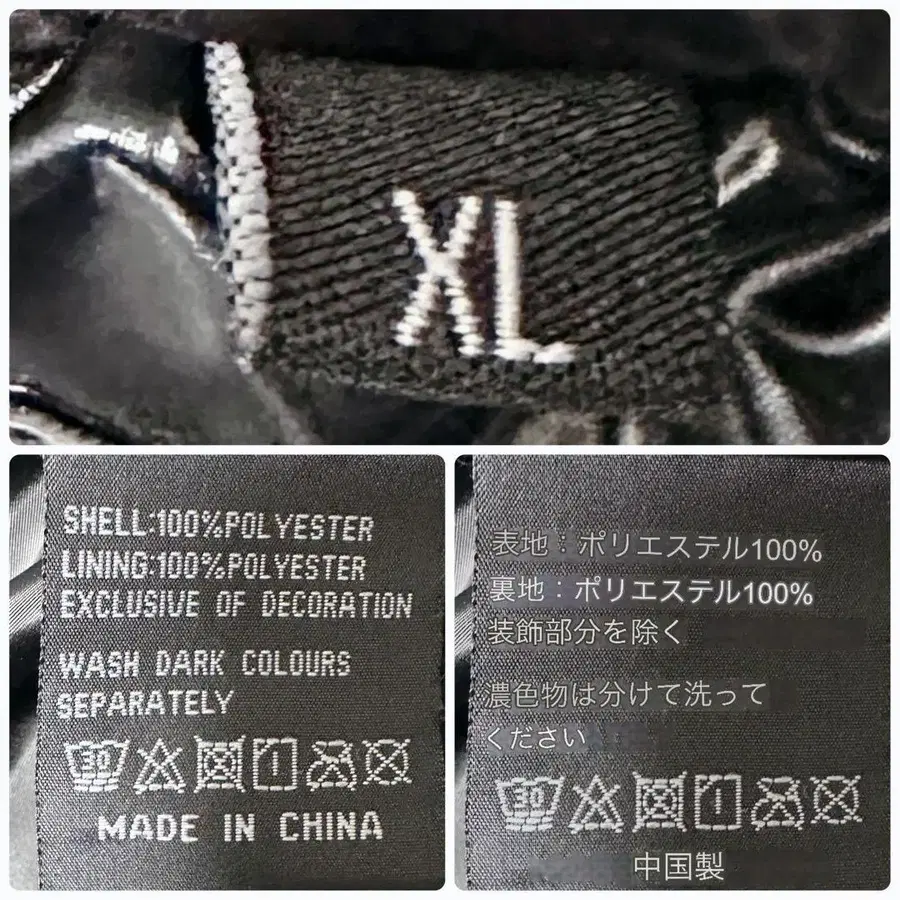 XL
SHELL:100%POLYESTER
LINING:100%POLYESTER
EXCLUSIVE OF DECORATION
WASH DARK COLOURS
SEPARATELY
30
MADE IN CHINA
表地：ポリエステル100%
裏地：ポリエステル100%
装飾部分を除く
濃色物は分けて洗って
ください
30
中国製